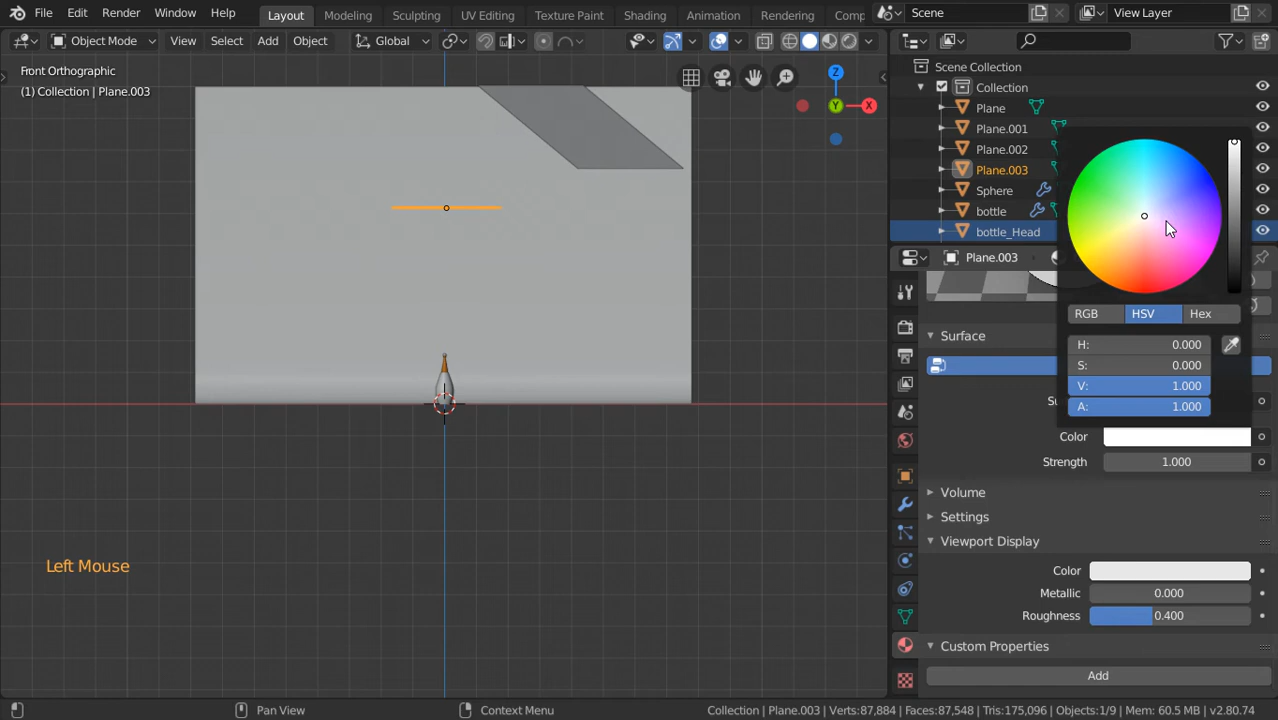 File Edit Render Window Help Layout Modeling Sculpting UV Editing Texture Paint Shading Animation Rendering Comp Scene View Layer
Object Mode View Select Add Object Global
Front Orthographic
(1) Collection | Plane.003
Z
Y
X
Scene Collection
Collection
Plane
Plane.001
Plane.002
Plane.003
Sphere
bottle
bottle_Head
Plane.003
Surface
RGB HSV Hex
H: 0.000
S: 0.000
V: 1.000
A: 1.000
Su
Color
Strength 1.000
Volume
Settings
Viewport Display
Color
Metallic 0.000
Roughness 0.400
Custom Properties
Add
Left Mouse
Pan View Context Menu Collection | Plane.003 | Verts:87,884 | Faces:87,548 | Tris:175,096 | Objects:1/9 | Mem: 60.5 MB | v2.80.74